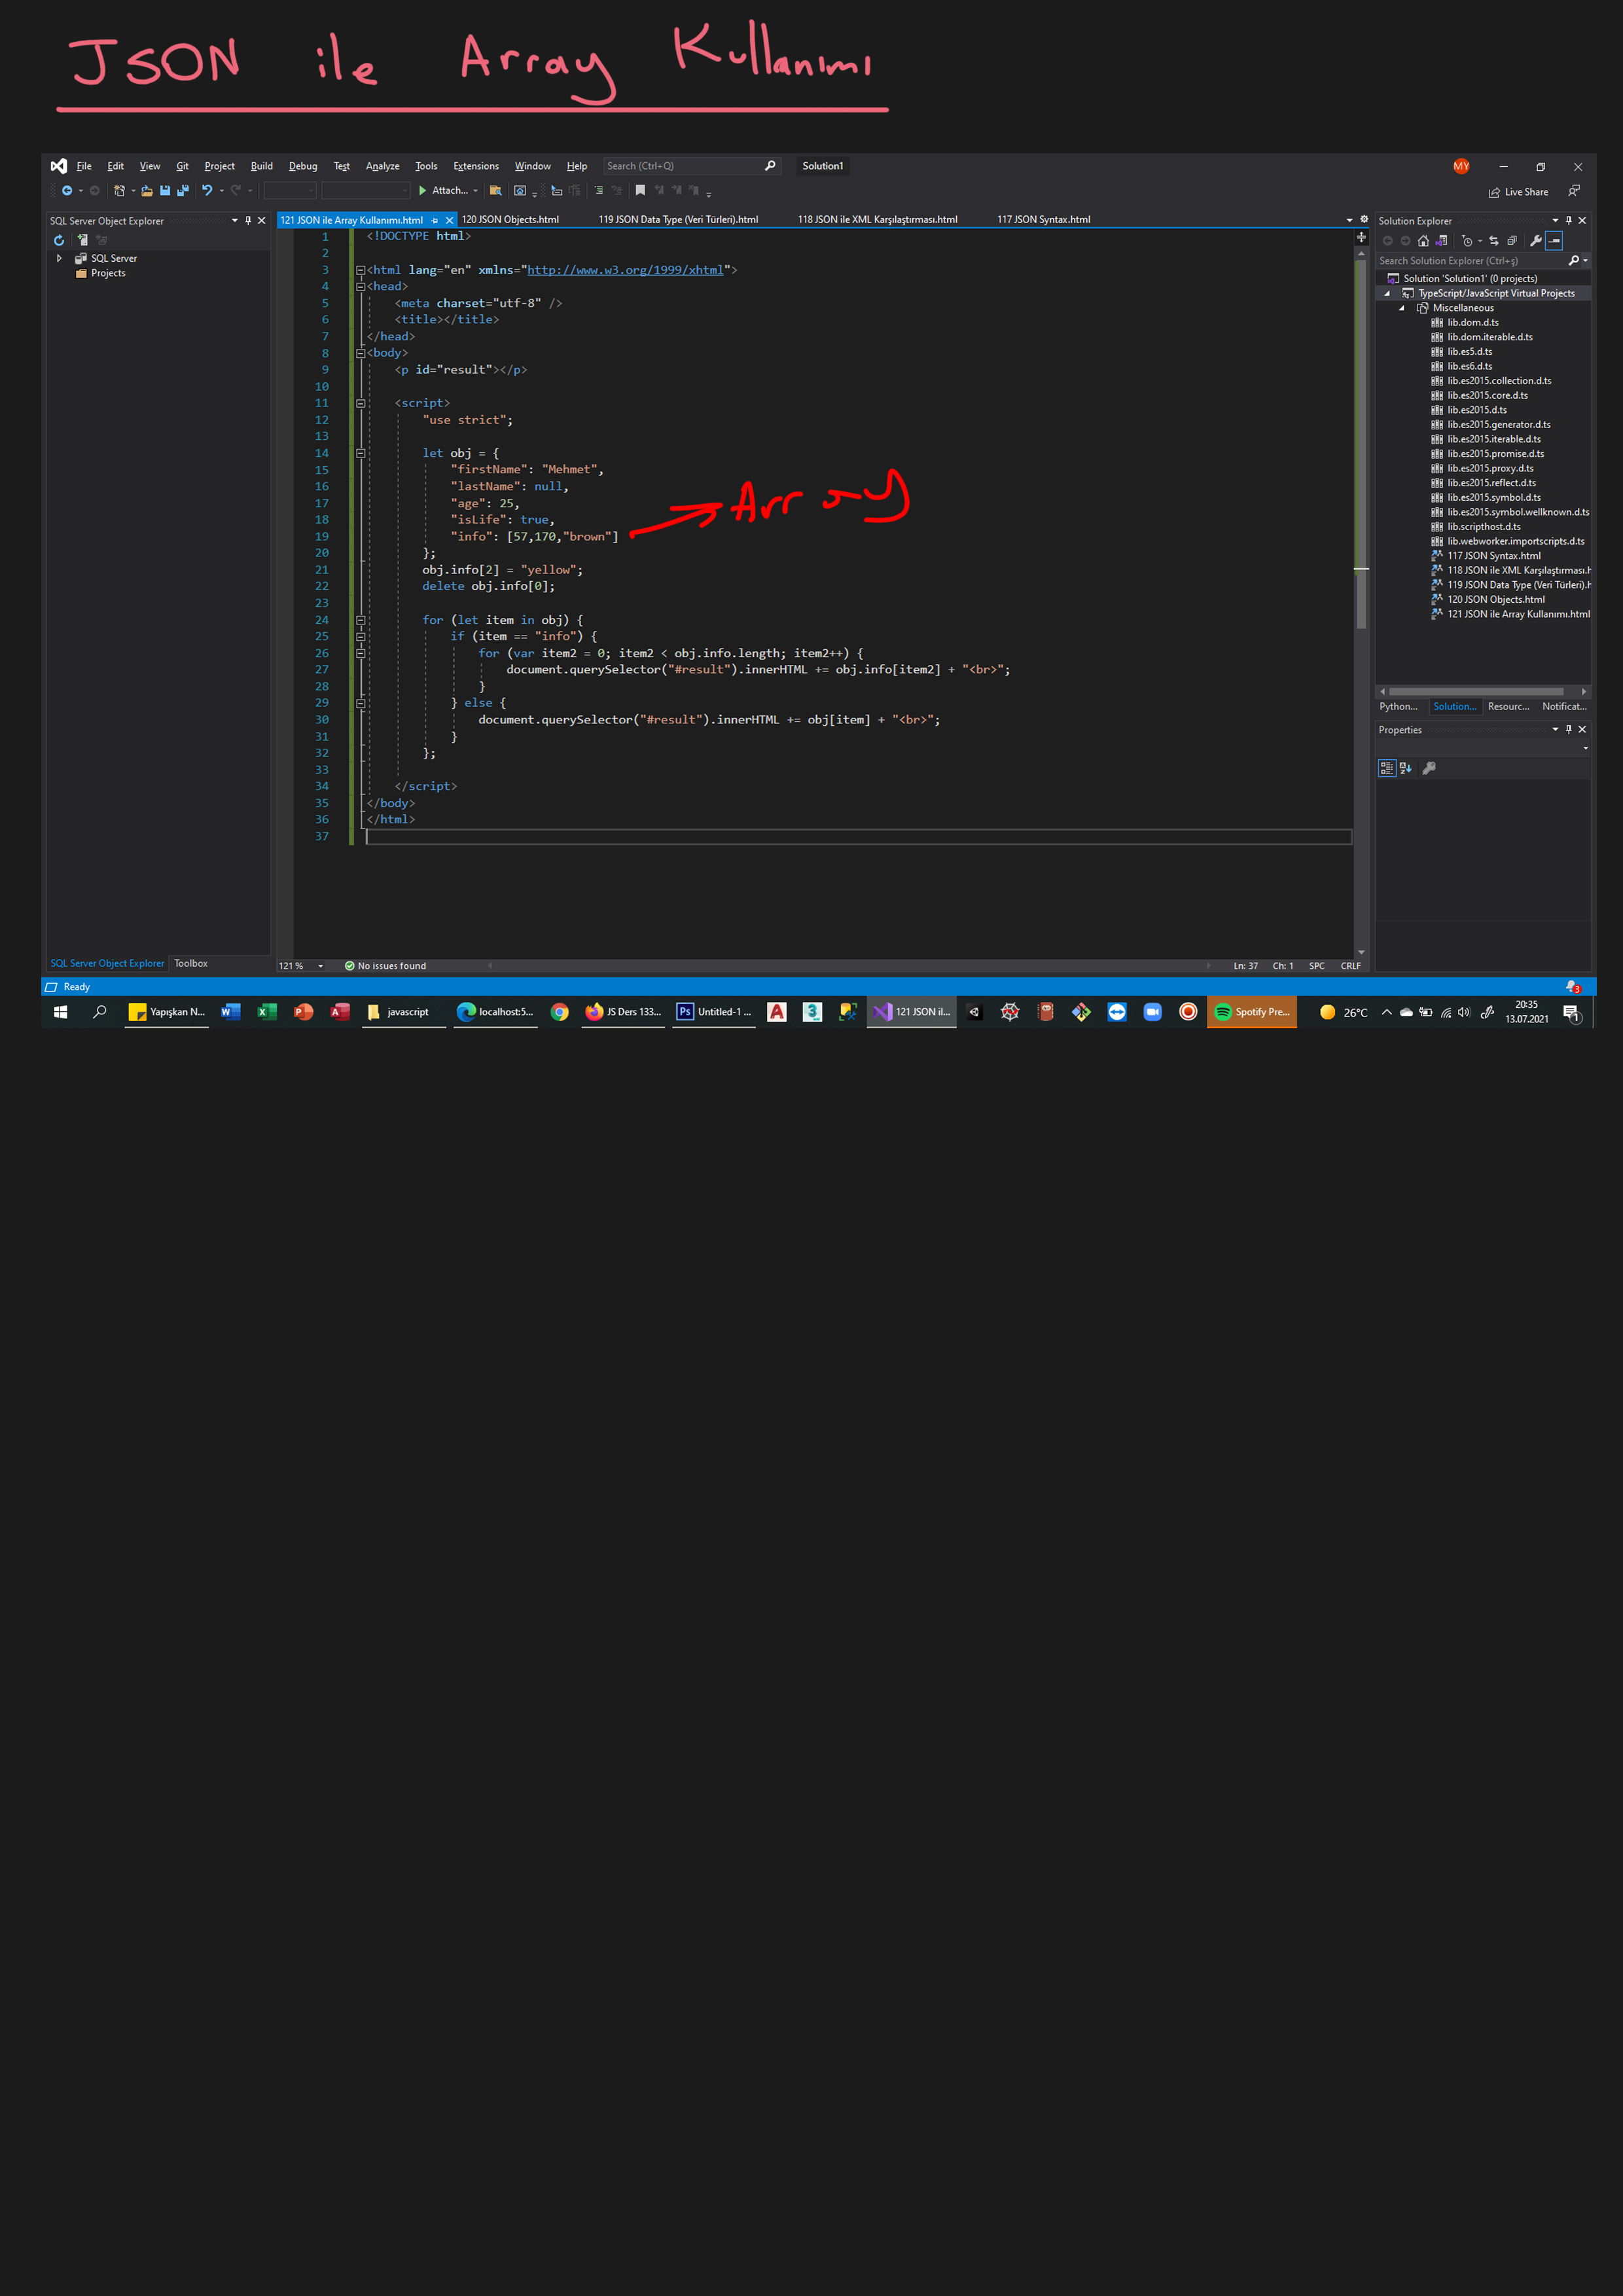 JSON ile Array Kullanımı
File Edit View Git Project Build Debug Test Analyze Tools Extensions Window Help Search (Ctrl+Q) Solution1 MY
Attach... Live Share
SQL Server Object Explorer
SQL Server
Projects
SQL Server Object Explorer Toolbox
121 JSON ile Array Kullanımı.html 120 JSON Objects.html 119 JSON Data Type (Veri Türleri).html 118 JSON ile XML Karşılaştırması.html 117 JSON Syntax.html
1 <!DOCTYPE html>
2
3 <html lang="en" xmlns="http://www.w3.org/1999/xhtml">
4 <head>
5 <meta charset="utf-8" />
6 <title></title>
7 </head>
8 <body>
9 <p id="result"></p>
10
11 <script>
12 "use strict";
13
14 let obj = {
15 "firstName": "Mehmet",
16 "lastName": null,
17 "age": 25,
18 "isLife": true,
19 "info": [57,170,"brown"]
Array
20 };
21 obj.info[2] = "yellow";
22 delete obj.info[0];
23
24 for (let item in obj) {
25 if (item == "info") {
26 for (var item2 = 0; item2 < obj.info.length; item2++) {
27 document.querySelector("#result").innerHTML += obj.info[item2] + "<br>";
28 }
29 } else {
30 document.querySelector("#result").innerHTML += obj[item] + "<br>";
31 }
32 };
33
34 </script>
35 </body>
36 </html>
37
121 % No issues found Ln: 37 Ch: 1 SPC CRLF
Solution Explorer
Search Solution Explorer (Ctrl+ş)
Solution 'Solution1' (0 projects)
TypeScript/JavaScript Virtual Projects
Miscellaneous
lib.dom.d.ts
lib.dom.iterable.d.ts
lib.es5.d.ts
lib.es6.d.ts
lib.es2015.collection.d.ts
lib.es2015.core.d.ts
lib.es2015.d.ts
lib.es2015.generator.d.ts
lib.es2015.iterable.d.ts
lib.es2015.promise.d.ts
lib.es2015.proxy.d.ts
lib.es2015.reflect.d.ts
lib.es2015.symbol.d.ts
lib.es2015.symbol.wellknown.d.ts
lib.scripthost.d.ts
lib.webworker.importscripts.d.ts
117 JSON Syntax.html
118 JSON ile XML Karşılaştırması.h
119 JSON Data Type (Veri Türleri).h
120 JSON Objects.html
121 JSON ile Array Kullanımı.html
Python... Solution... Resourc... Notificat...
Properties
Ready 3
Yapışkan N... javascript localhost:5... JS Ders 133... Ps Untitled-1 ... 121 JSON il... Spotify Pre... 26°C 20:35
13.07.2021 1